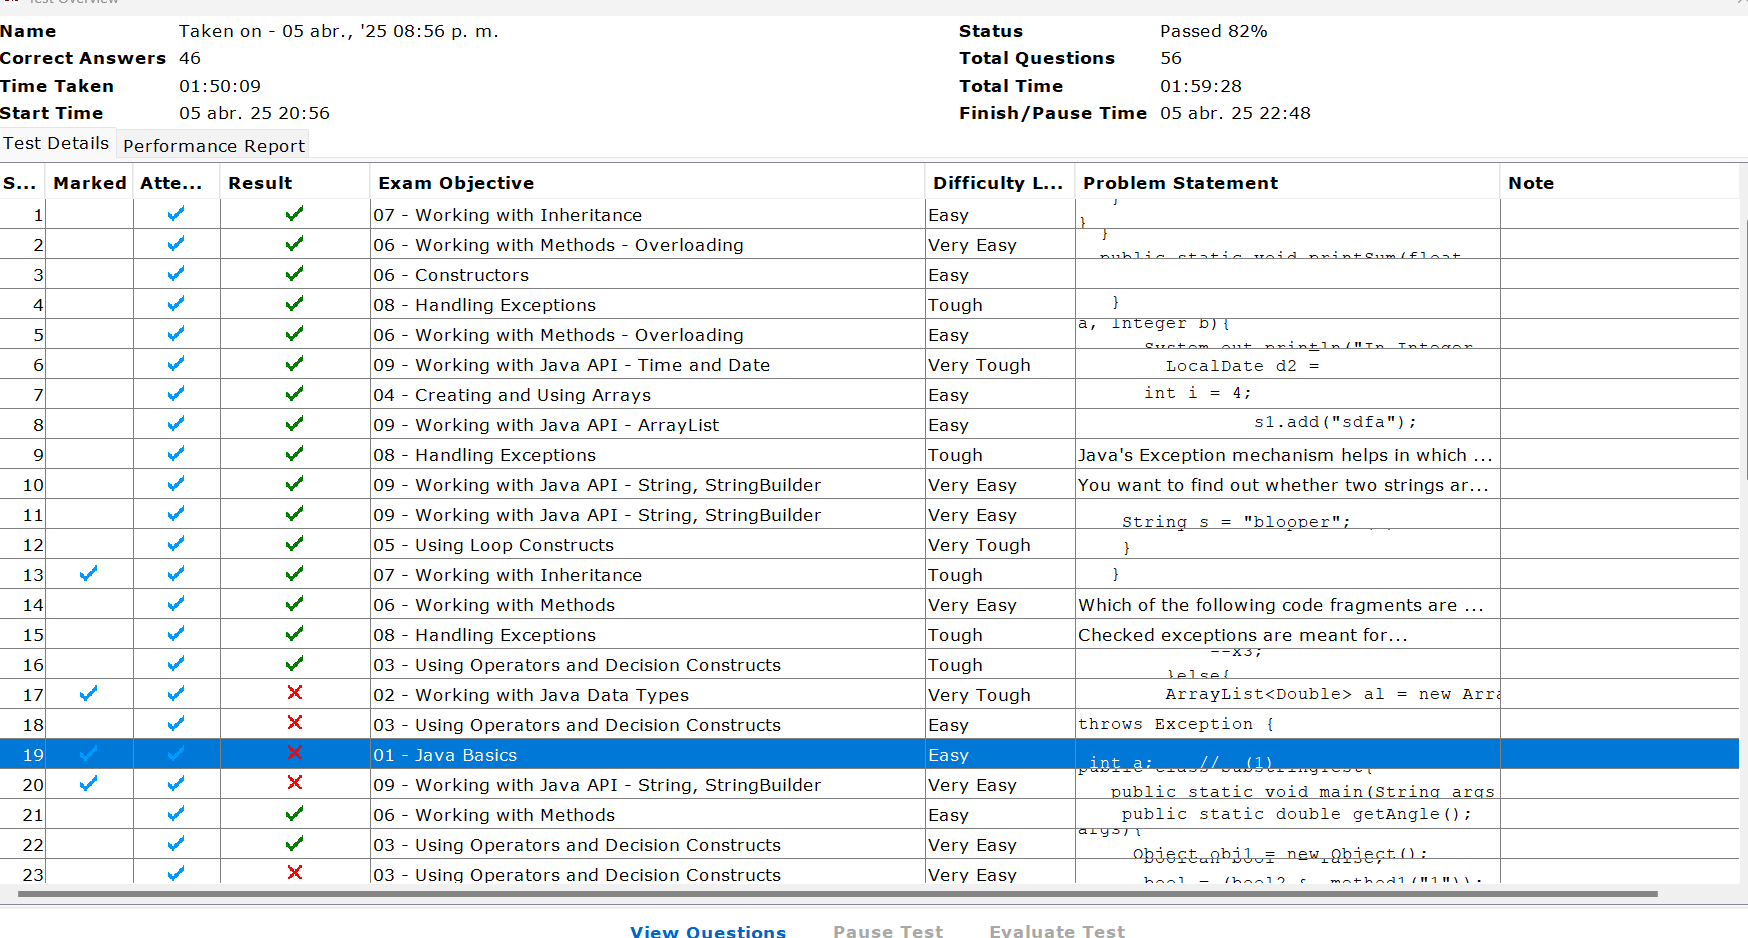 Test Overview
Name Taken on - 05 abr., '25 08:56 p. m. Status Passed 82%
Correct Answers 46 Total Questions 56
Time Taken 01:50:09 Total Time 01:59:28
Start Time 05 abr. 25 20:56 Finish/Pause Time 05 abr. 25 22:48
Test Details Performance Report
S... Marked Atte... Result Exam Objective Difficulty L... Problem Statement Note
1 07 - Working with Inheritance Easy }
}
2 06 - Working with Methods - Overloading Very Easy }
public static void printSum(float
3 06 - Constructors Easy
4 08 - Handling Exceptions Tough }
5 06 - Working with Methods - Overloading Easy a, Integer b){
System.out.println("In Integer
6 09 - Working with Java API - Time and Date Very Tough LocalDate d2 =
7 04 - Creating and Using Arrays Easy int i = 4;
8 09 - Working with Java API - ArrayList Easy s1.add("sdfa");
9 08 - Handling Exceptions Tough Java's Exception mechanism helps in which ...
10 09 - Working with Java API - String, StringBuilder Very Easy You want to find out whether two strings ar...
11 09 - Working with Java API - String, StringBuilder Very Easy String s = "blooper";
12 05 - Using Loop Constructs Very Tough }
13 07 - Working with Inheritance Tough }
14 06 - Working with Methods Very Easy Which of the following code fragments are ...
15 08 - Handling Exceptions Tough Checked exceptions are meant for...
16 03 - Using Operators and Decision Constructs Tough --x3;
}else{
17 02 - Working with Java Data Types Very Tough ArrayList<Double> al = new Arra
18 03 - Using Operators and Decision Constructs Easy throws Exception {
19 01 - Java Basics Easy int a; // (1)
20 09 - Working with Java API - String, StringBuilder Very Easy public class SubstringTest{
public static void main(String args
21 06 - Working with Methods Easy public static double getAngle();
22 03 - Using Operators and Decision Constructs Very Easy args){
Object obj1 = new Object();
23 03 - Using Operators and Decision Constructs Very Easy bool = (bool2 & method1("1"));
View Questions Pause Test Evaluate Test